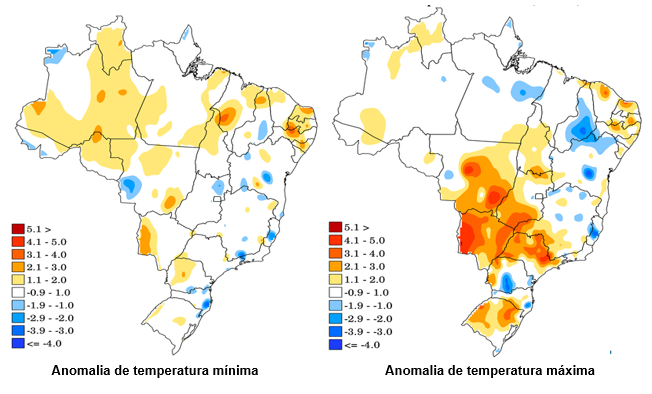 5.1 >
4.1 - 5.0
3.1 - 4.0
2.1 - 3.0
1.1 - 2.0
-0.9 - 1.0
-1.9 - -1.0
-2.9 - -2.0
-3.9 - -3.0
<= -4.0
Anomalia de temperatura mínima
5.1 >
4.1 - 5.0
3.1 - 4.0
2.1 - 3.0
1.1 - 2.0
-0.9 - 1.0
-1.9 - -1.0
-2.9 - -2.0
-3.9 - -3.0
<= -4.0
Anomalia de temperatura máxima